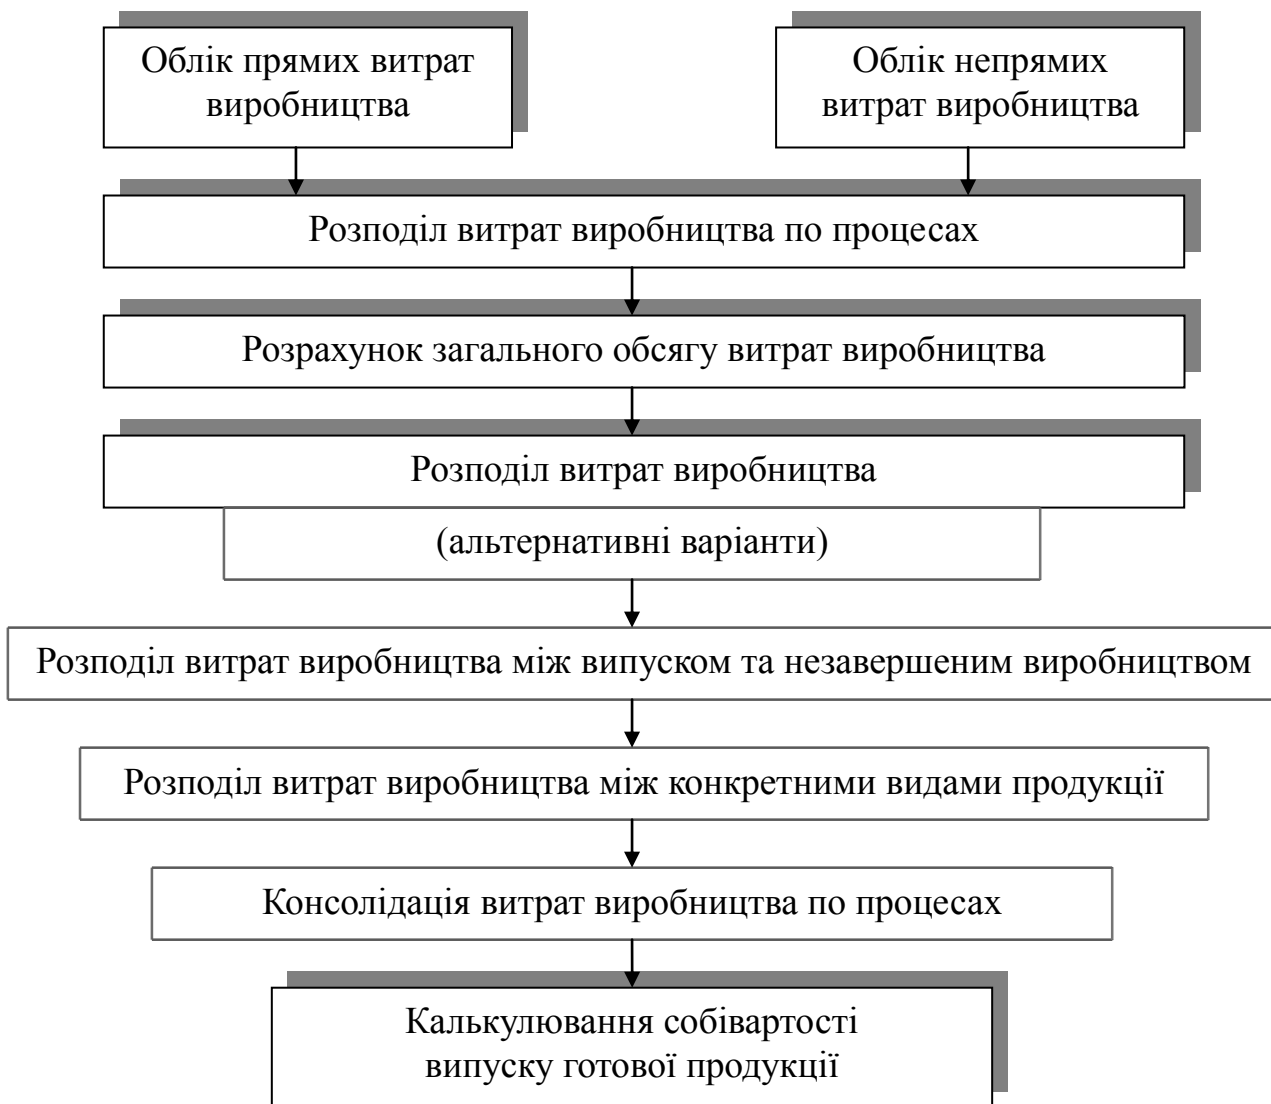 Облік прямих витрат
виробництва
Облік непрямих
витрат виробництва
Розподіл витрат виробництва по процесах
Розрахунок загального обсягу витрат виробництва
Розподіл витрат виробництва
(альтернативні варіанти)
Розподіл витрат виробництва між випуском та незавершеним виробництвом
Розподіл витрат виробництва між конкретними видами продукції
Консолідація витрат виробництва по процесах
Калькулювання собівартості
випуску готової продукції